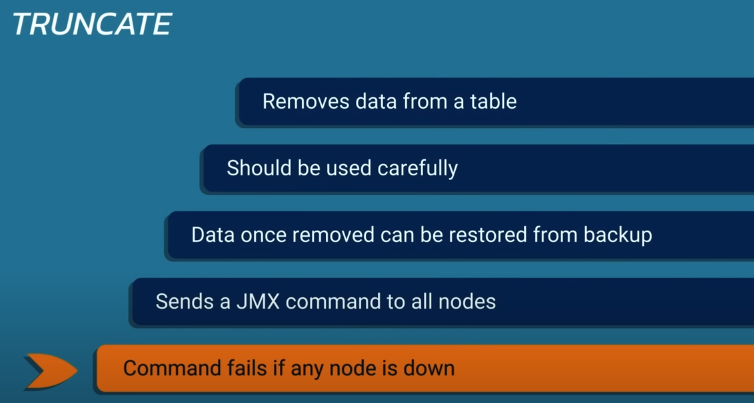 TRUNCATE
Removes data from a table
Should be used carefully
Data once removed can be restored from backup
Sends a JMX command to all nodes
Command fails if any node is down